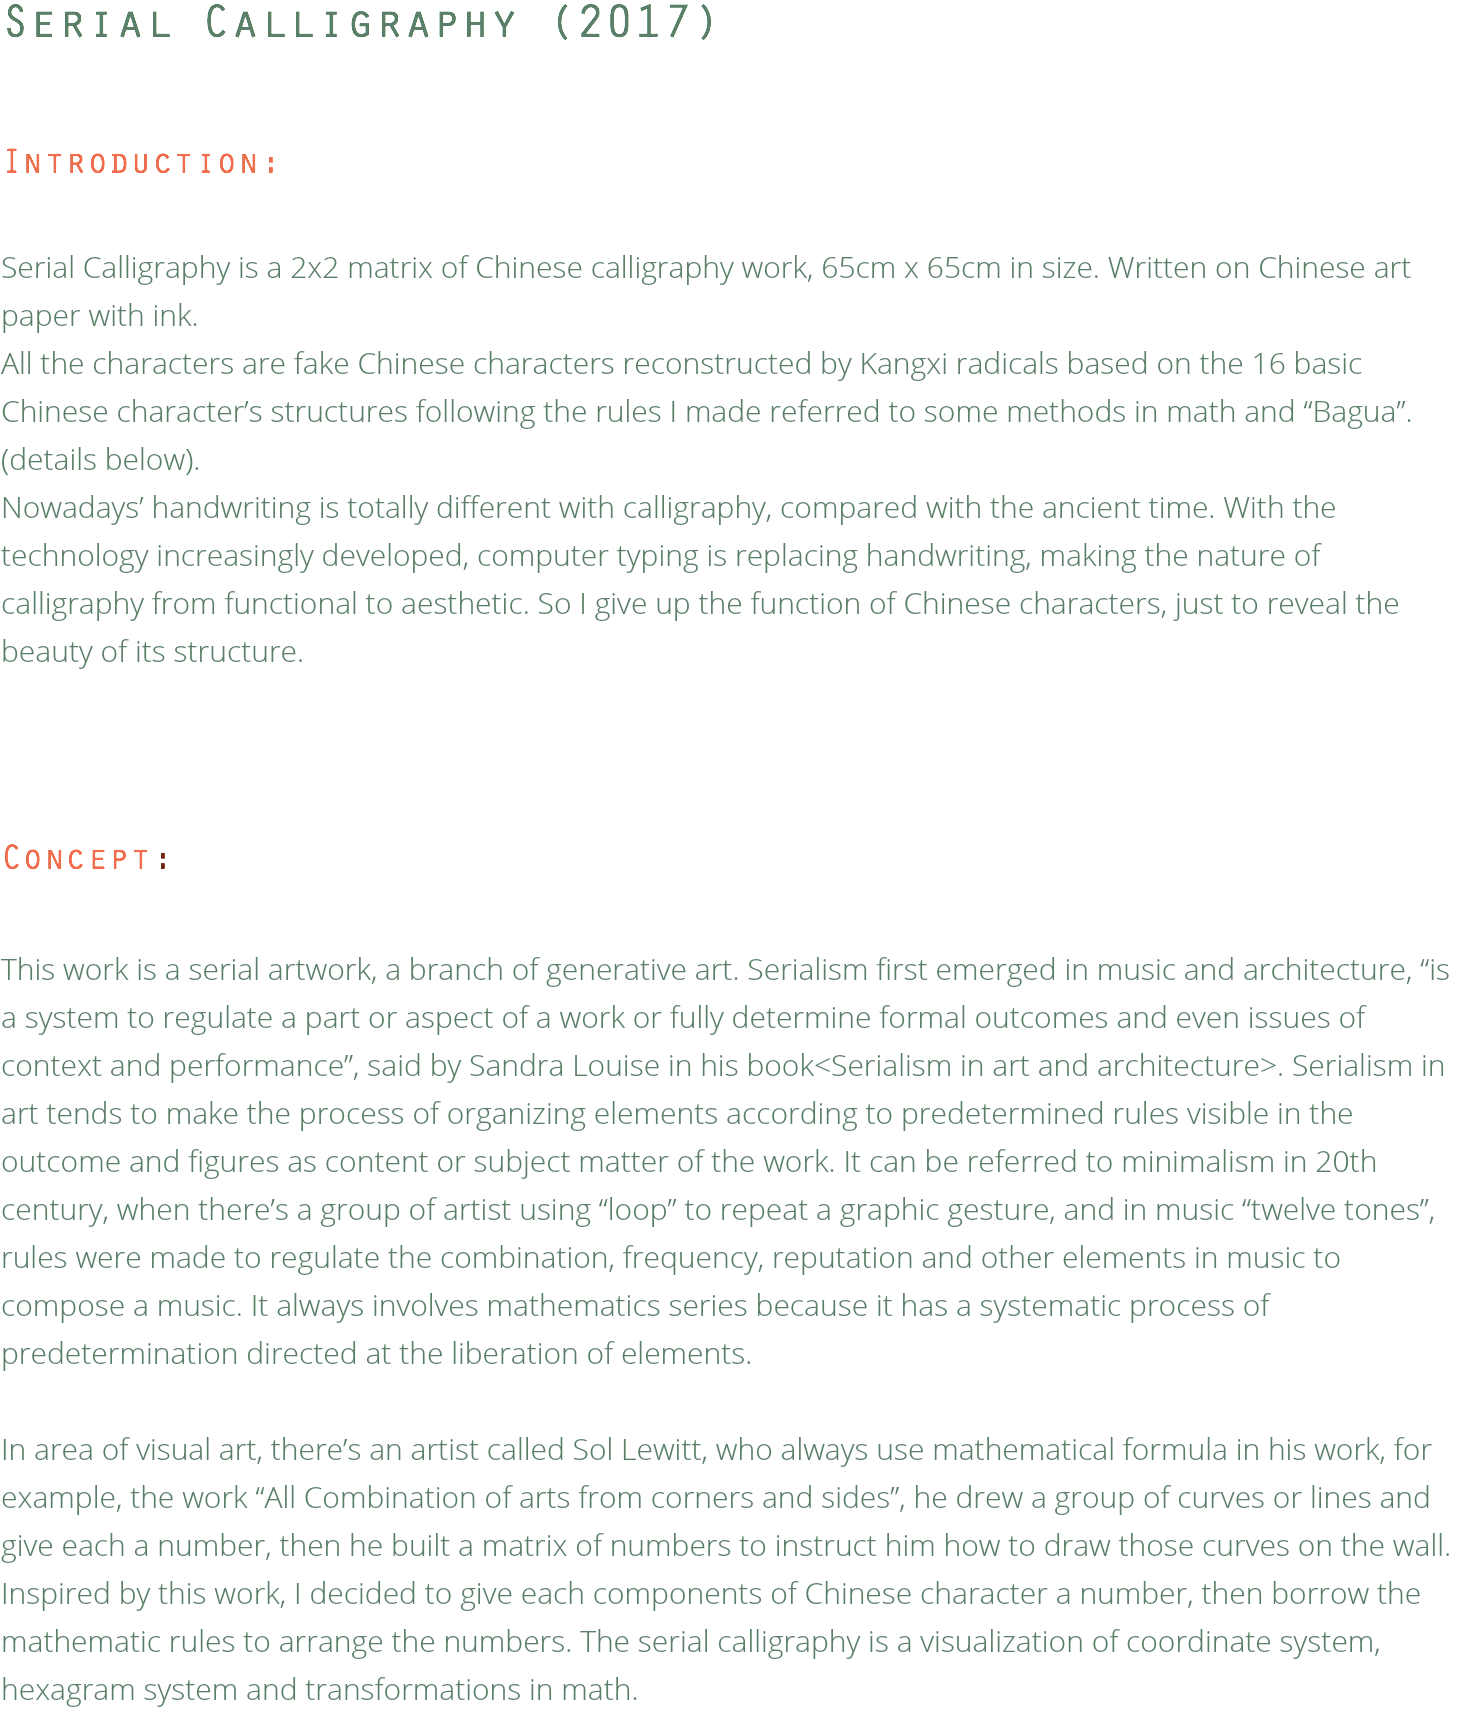 Serial Calligraphy (2017)
Introduction:
Serial Calligraphy is a 2x2 matrix of Chinese calligraphy work, 65cm x 65cm in size. Written on Chinese art
paper with ink.
All the characters are fake Chinese characters reconstructed by Kangxi radicals based on the 16 basic
Chinese character’s structures following the rules I made referred to some methods in math and “Bagua”.
(details below).
Nowadays’ handwriting is totally different with calligraphy, compared with the ancient time. With the
technology increasingly developed, computer typing is replacing handwriting, making the nature of
calligraphy from functional to aesthetic. So I give up the function of Chinese characters, just to reveal the
beauty of its structure.
Concept:
This work is a serial artwork, a branch of generative art. Serialism first emerged in music and architecture, “is
a system to regulate a part or aspect of a work or fully determine formal outcomes and even issues of
context and performance”, said by Sandra Louise in his book<Serialism in art and architecture>. Serialism in
art tends to make the process of organizing elements according to predetermined rules visible in the
outcome and figures as content or subject matter of the work. It can be referred to minimalism in 20th
century, when there’s a group of artist using “loop” to repeat a graphic gesture, and in music “twelve tones”,
rules were made to regulate the combination, frequency, reputation and other elements in music to
compose a music. It always involves mathematics series because it has a systematic process of
predetermination directed at the liberation of elements.
In area of visual art, there’s an artist called Sol Lewitt, who always use mathematical formula in his work, for
example, the work “All Combination of arts from corners and sides”, he drew a group of curves or lines and
give each a number, then he built a matrix of numbers to instruct him how to draw those curves on the wall.
Inspired by this work, I decided to give each components of Chinese character a number, then borrow the
mathematic rules to arrange the numbers. The serial calligraphy is a visualization of coordinate system,
hexagram system and transformations in math.